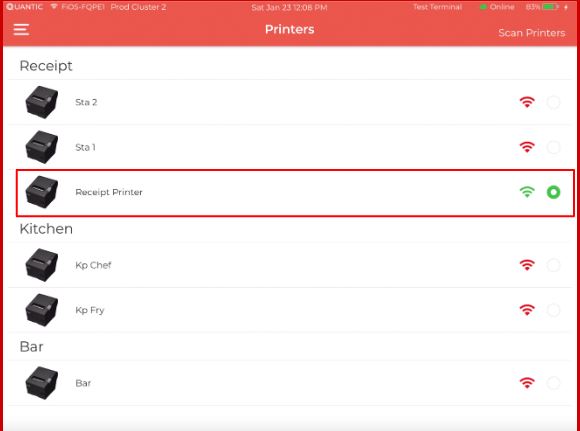 QUANTIC FiOS-FQPEI Prod Cluster 2 Sat Jan 23 12:08 PM Test Terminal Online 83%
Printers Scan Printers
Receipt
Sta 2
Sta 1
Receipt Printer
Kitchen
Kp Chef
Kp Fry
Bar
Bar